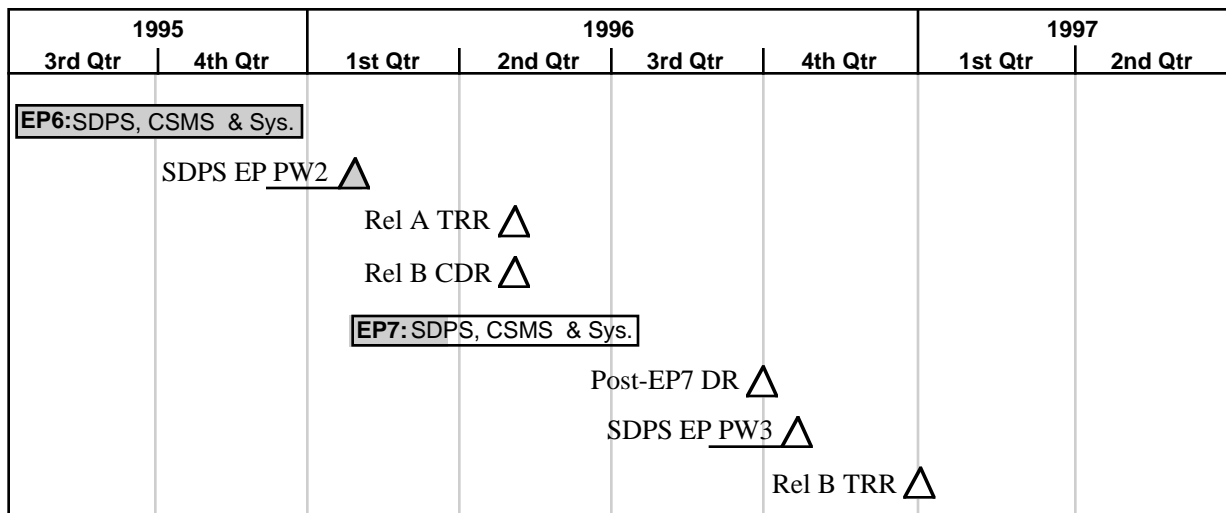 1995 1996 1997
3rd Qtr 4th Qtr 1st Qtr 2nd Qtr 3rd Qtr 4th Qtr 1st Qtr 2nd Qtr
EP6:SDPS, CSMS & Sys.
SDPS EP PW2
Rel A TRR
Rel B CDR
EP7:SDPS, CSMS & Sys.
Post-EP7 DR
SDPS EP PW3
Rel B TRR